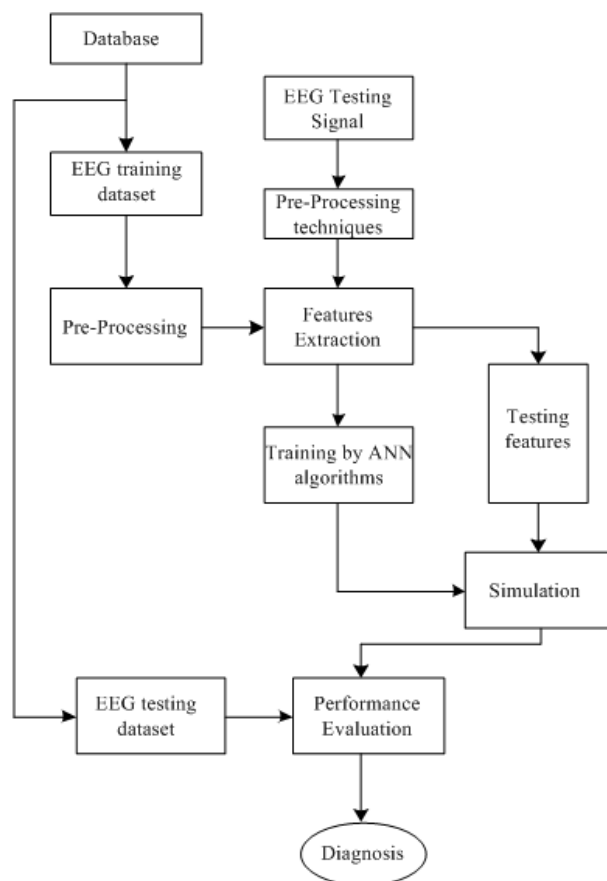 Database
EEG Testing
Signal
EEG training
dataset
Pre-Processing
techniques
Pre-Processing
Features
Extraction
Testing
features
Training by ANN
algorithms
Simulation
EEG testing
dataset
Performance
Evaluation
Diagnosis